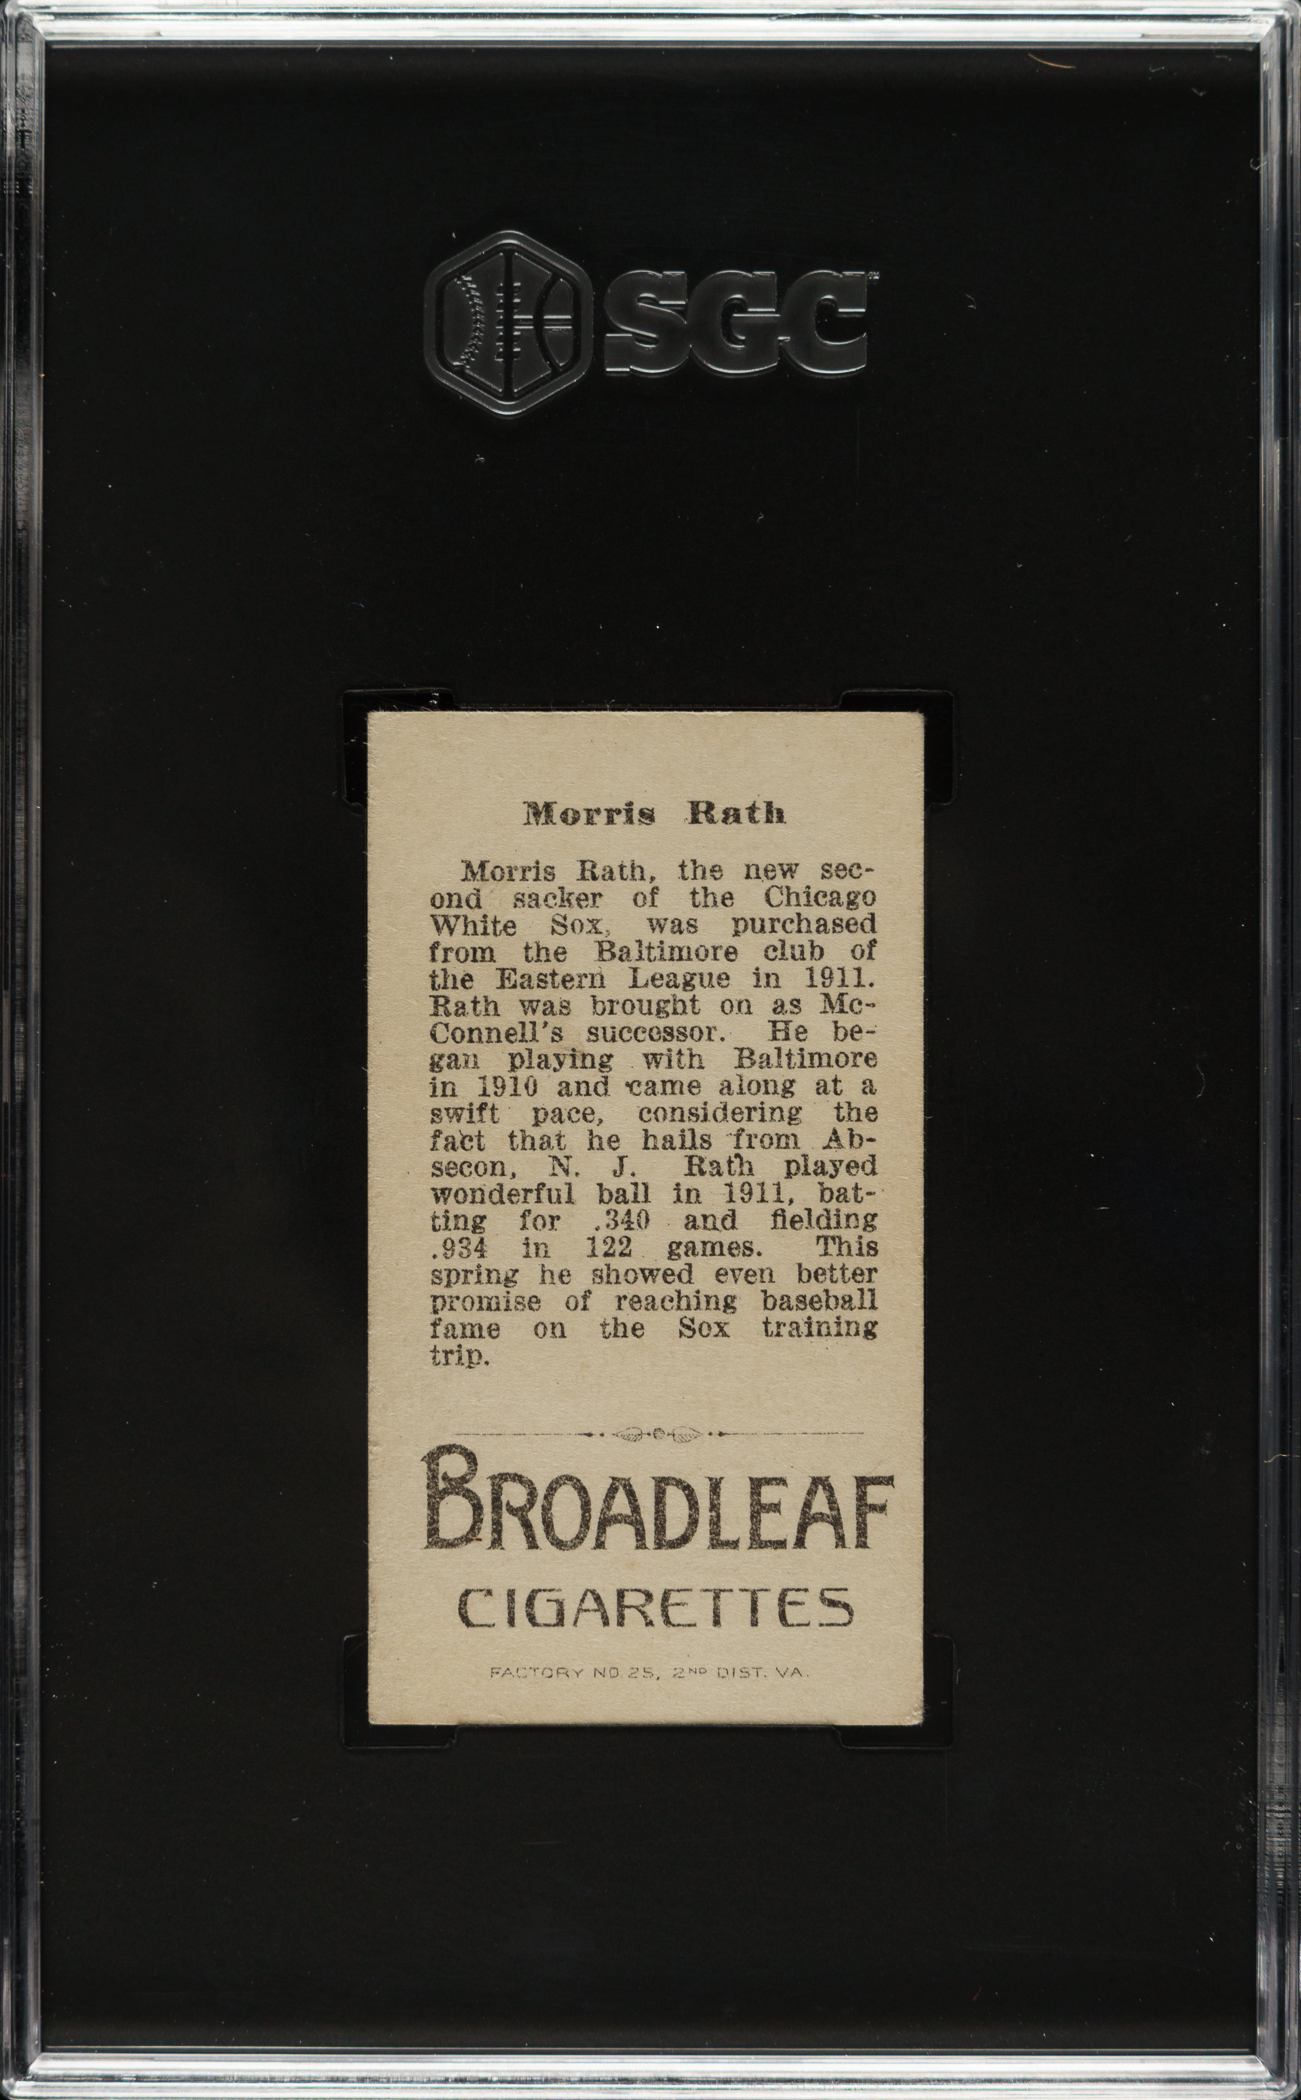 SGC™
Morris Rath
Morris Rath, the new sec-
ond sacker of the Chicago
White Sox, was purchased
from the Baltimore club of
the Eastern League in 1911.
Rath was brought on as Mc-
Connell's successor. He be-
gan playing with Baltimore
in 1910 and came along at a
swift pace, considering the
fact that he hails from Ab-
secon, N. J. Rath played
wonderful ball in 1911, bat-
ting for .340 and fielding
.934 in 122 games. This
spring he showed even better
promise of reaching baseball
fame on the Sox training
trip.
BROADLEAF
CIGARETTES
FACTORY NO. 25, 2ND DIST. VA.